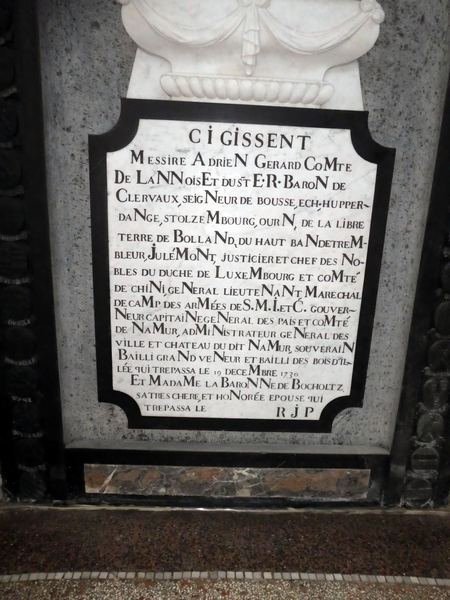 CI GISSENT
MESSIRE ADRIEN GERARD COMTE
DE LANNOIS ET DU ST E·R· BARON DE
CLERVAUX, SEIGNEUR DE BOUSSE, ECH, HUPPER-
DANGE, STOLZEMBOURG, OURN, DE LA LIBRE
TERRE DE BOLLAND, DU HAUT BAN DE TREM-
BLEUR, JULÉMONT, JUSTICIER ET CHEF DES NO-
BLES DU DUCHE DE LUXEMBOURG ET COMTÉ
DE CHINI, GENERAL LIEUTENANT, MARECHAL
DE CAMP DES ARMÉES DE S.M.I. ET C. GOUVER-
NEUR CAPITAINE GENERAL DES PAIS ET COMTÉ
DE NAMUR, ADMINISTRATEUR GENERAL DES
VILLE ET CHATEAU DU DIT NAMUR, SOUVERAIN
BAILLI GRAND VENEUR ET BAILLI DES BOIS D'IL-
LÉE QUI TREPASSA LE 19 DECEMBRE 1730
ET MADAME LA BARONNE DE BOCHOLTZ
SA TRES CHERE, ET HONORÉE EPOUSE QUI
TREPASSA LE R J P